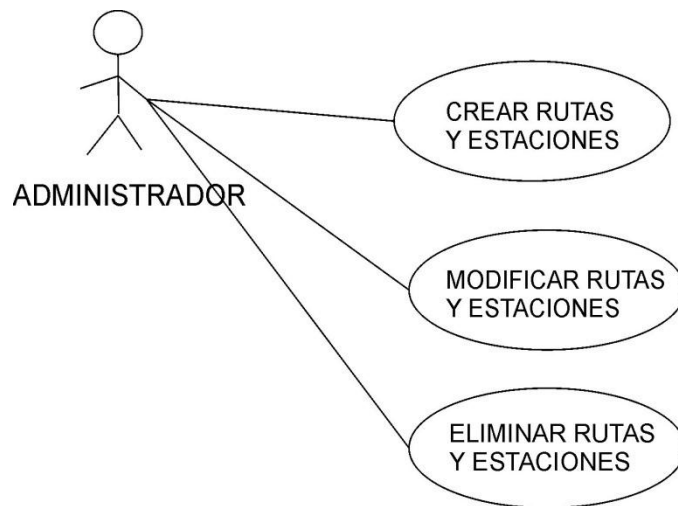 CREAR RUTAS
Y ESTACIONES
ADMINISTRADOR
MODIFICAR RUTAS
Y ESTACIONES
ELIMINAR RUTAS
Y ESTACIONES